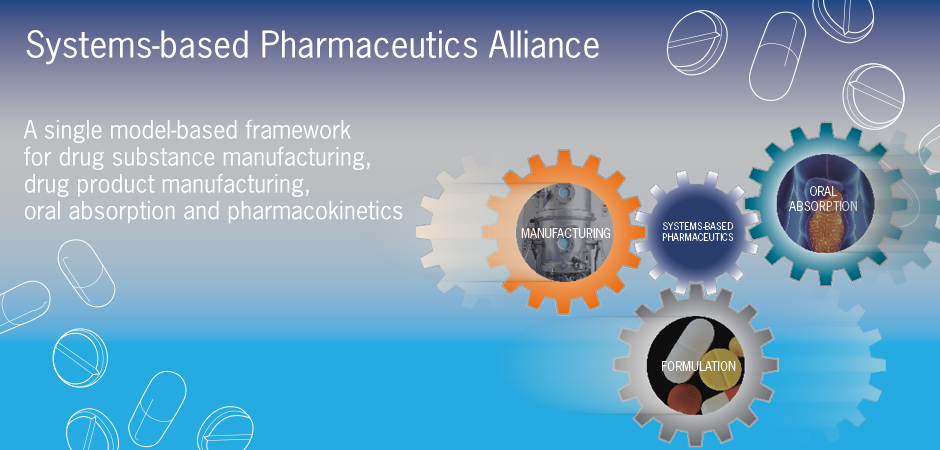 Systems-based Pharmaceutics Alliance
A single model-based framework
for drug substance manufacturing,
drug product manufacturing,
oral absorption and pharmacokinetics
MANUFACTURING
SYSTEMS-BASED
PHARMACEUTICS
ORAL
ABSORPTION
FORMULATION